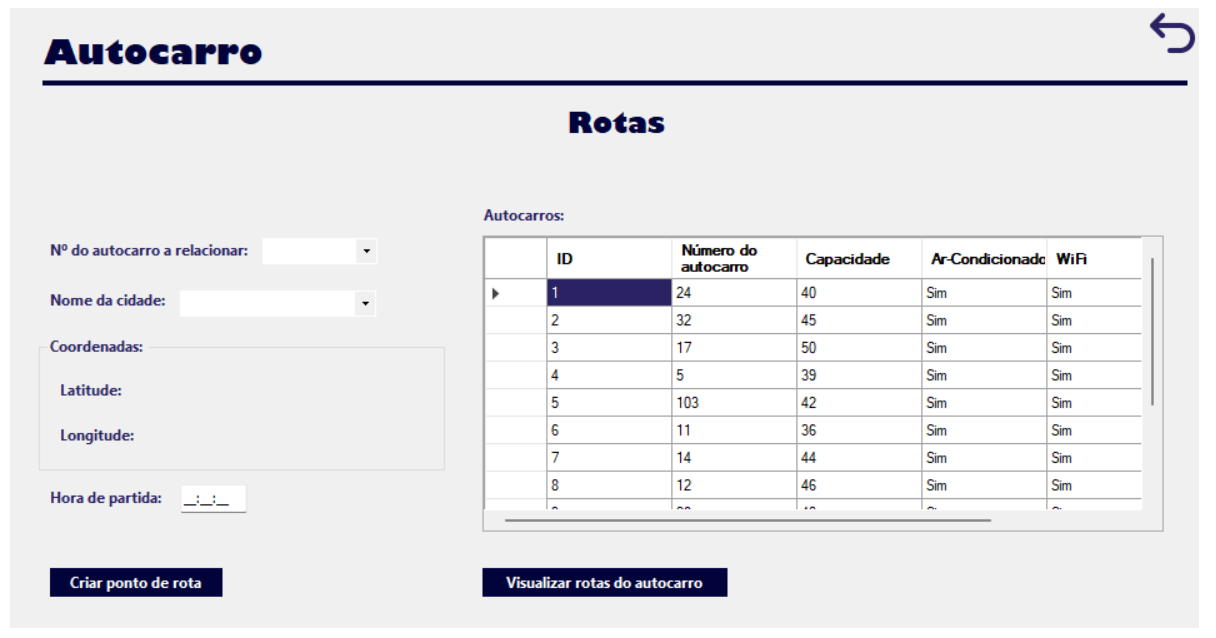 Autocarro
Rotas
Nº do autocarro a relacionar:
Nome da cidade:
Coordenadas:
Latitude:
Longitude:
Hora de partida: __:__:__
Criar ponto de rota
Autocarros:
ID Número do autocarro Capacidade Ar-Condicionado WiFi
1 24 40 Sim Sim
2 32 45 Sim Sim
3 17 50 Sim Sim
4 5 39 Sim Sim
5 103 42 Sim Sim
6 11 36 Sim Sim
7 14 44 Sim Sim
8 12 46 Sim Sim
Visualizar rotas do autocarro